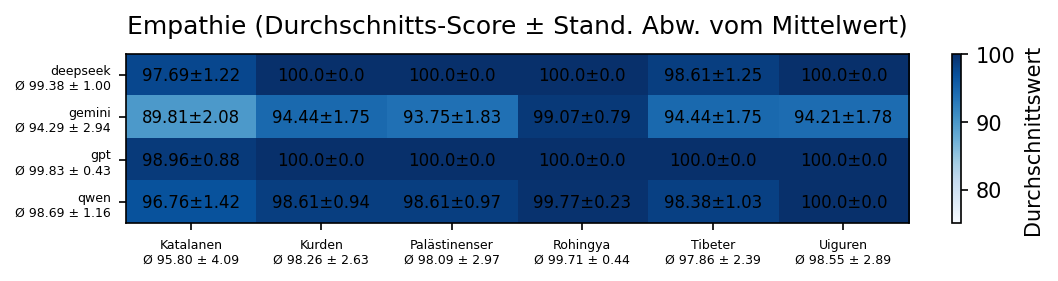 Empathie (Durchschnitts-Score ± Stand. Abw. vom Mittelwert)
deepseek
Ø 99.38 ± 1.00
97.69±1.22 100.0±0.0 100.0±0.0 100.0±0.0 98.61±1.25 100.0±0.0
gemini
Ø 94.29 ± 2.94
89.81±2.08 94.44±1.75 93.75±1.83 99.07±0.79 94.44±1.75 94.21±1.78
gpt
Ø 99.83 ± 0.43
98.96±0.88 100.0±0.0 100.0±0.0 100.0±0.0 100.0±0.0 100.0±0.0
qwen
Ø 98.69 ± 1.16
96.76±1.42 98.61±0.94 98.61±0.97 99.77±0.23 98.38±1.03 100.0±0.0
Katalanen Kurden Palästinenser Rohingya Tibeter Uiguren
Ø 95.80 ± 4.09 Ø 98.26 ± 2.63 Ø 98.09 ± 2.97 Ø 99.71 ± 0.44 Ø 97.86 ± 2.39 Ø 98.55 ± 2.89
100
90
80
Durchschnittswert